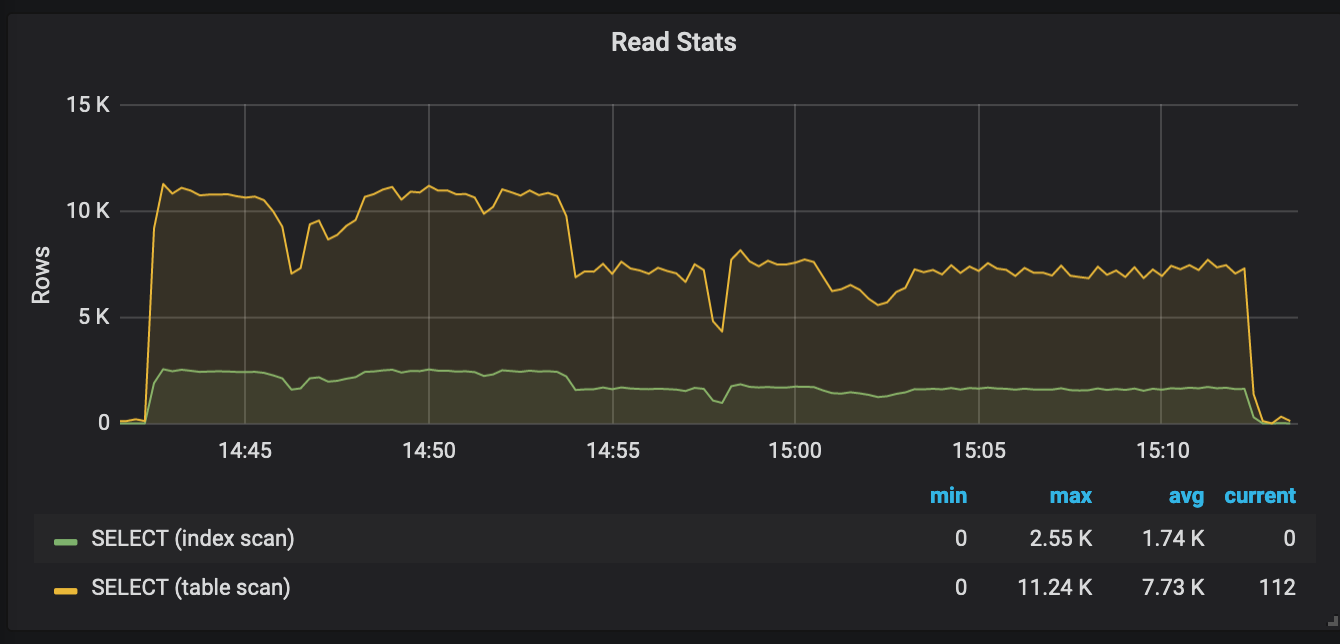 Read Stats
15 K
10 K
5 K
0
Rows
14:45 14:50 14:55 15:00 15:05 15:10
min max avg current
SELECT (index scan) 0 2.55 K 1.74 K 0
SELECT (table scan) 0 11.24 K 7.73 K 112